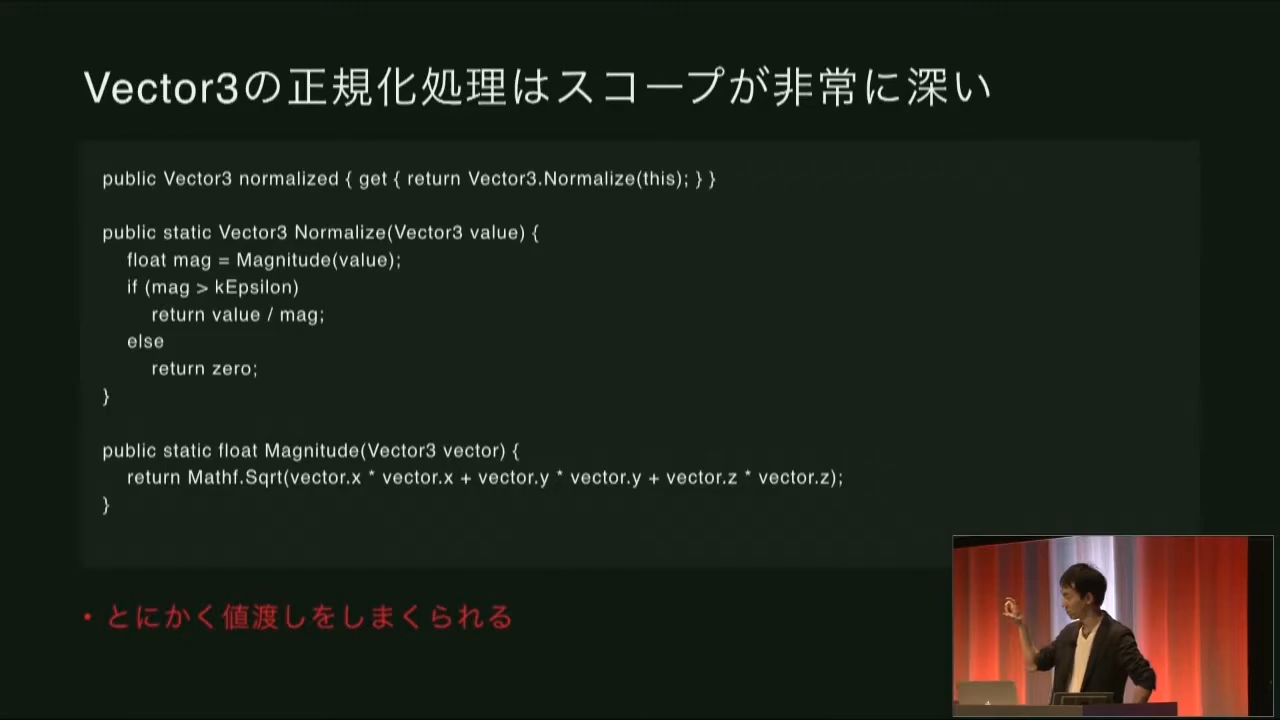 Vector3の正規化処理はスコープが非常に深い
public Vector3 normalized { get { return Vector3.Normalize(this); } }
public static Vector3 Normalize(Vector3 value) {
float mag = Magnitude(value);
if (mag > kEpsilon)
return value / mag;
else
return zero;
}
public static float Magnitude(Vector3 vector) {
return Mathf.Sqrt(vector.x * vector.x + vector.y * vector.y + vector.z * vector.z);
}
• とにかく値渡しをしまくられる